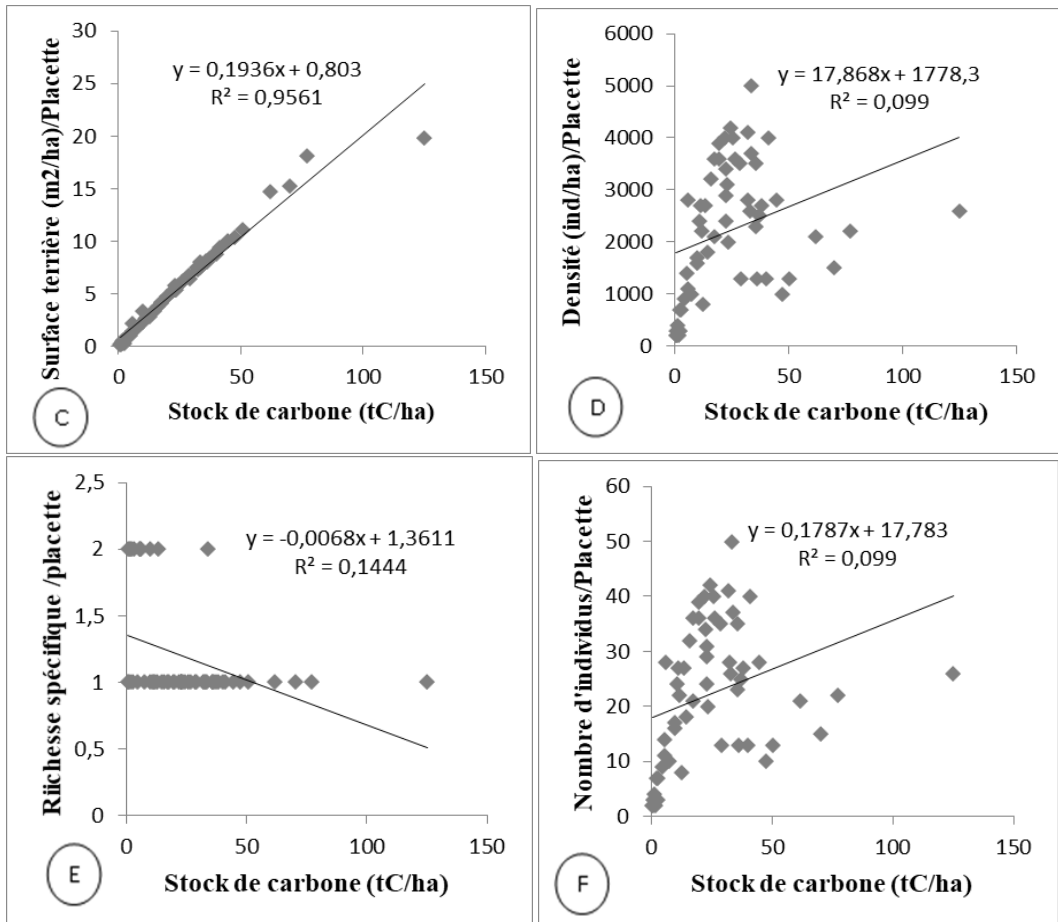 30
25
20
15
10
5
0
Surface terrière (m2/ha)/Placette
y = 0,1936x + 0,803
R² = 0,9561
0 50 100 150
Stock de carbone (tC/ha)
C
6000
5000
4000
3000
2000
1000
0
Densité (ind/ha)/Placette
y = 17,868x + 1778,3
R² = 0,099
0 50 100 150
Stock de carbone (tC/ha)
D
2,5
2
1,5
1
0,5
0
Riichesse spécifique /placette
y = -0,0068x + 1,3611
R² = 0,1444
0 50 100 150
Stock de carbone (tC/ha)
E
60
50
40
30
20
10
0
Nombre d'individus/Placette
y = 0,1787x + 17,783
R² = 0,099
0 50 100 150
Stock de carbone (tC/ha)
F